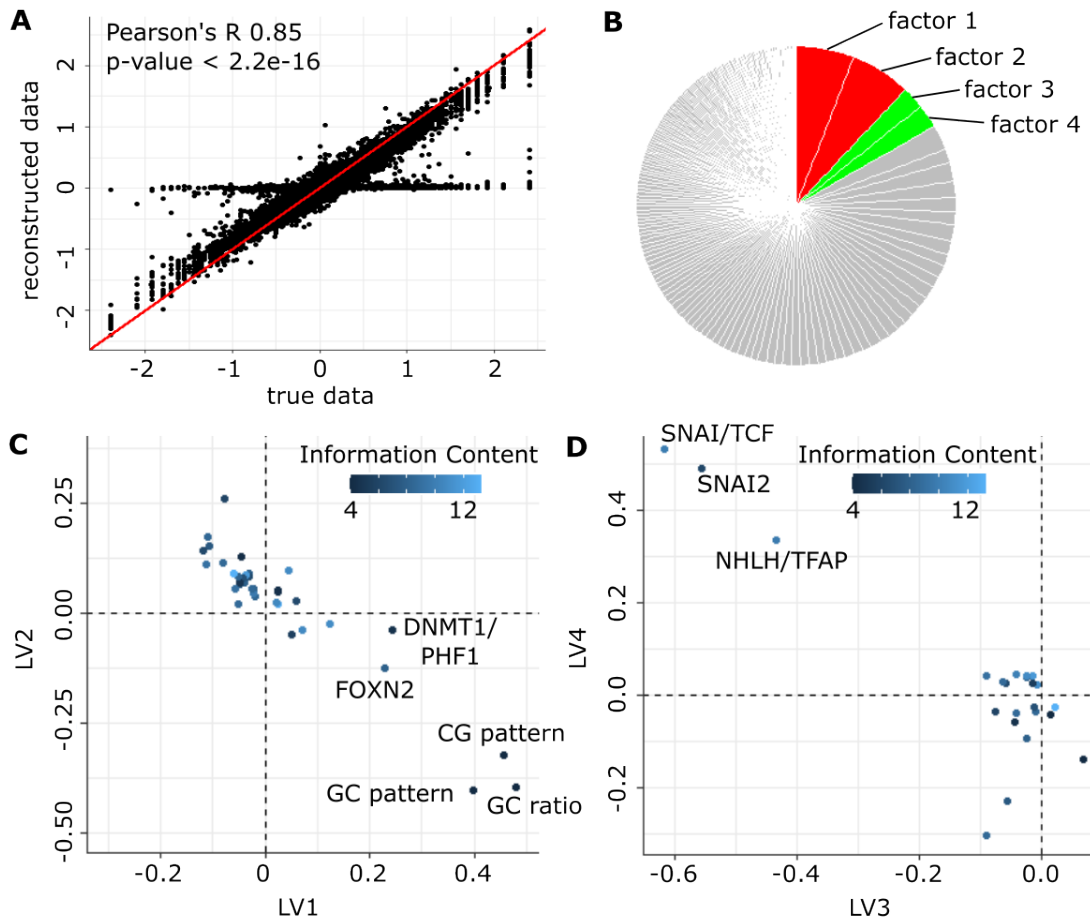 A
Pearson's R 0.85
p-value < 2.2e-16
reconstructed data
2
1
0
-1
-2
-2 -1 0 1 2
true data
B
factor 1
factor 2
factor 3
factor 4
C
Information Content
4 12
LV2
0.25
0.00
-0.25
-0.50
DNMT1/
PHF1
FOXN2
CG pattern
GC pattern
GC ratio
-0.2 0 0.2 0.4
LV1
D
SNAI/TCF
Information Content
SNAI2
4 12
NHLH/TFAP
LV4
0.4
0.2
0.0
-0.2
-0.6 -0.4 -0.2 0.0
LV3